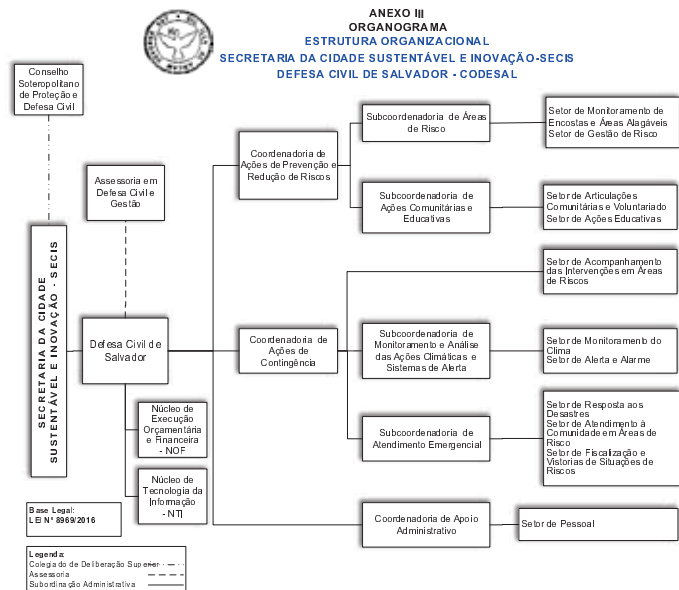 ANEXO III
ORGANOGRAMA
ESTRUTURA ORGANIZACIONAL
SECRETARIA DA CIDADE SUSTENTÁVEL E INOVAÇÃO-SECIS
DEFESA CIVIL DE SALVADOR - CODESAL
Conselho
Soteropolitano
de Proteção e
Defesa Civil
Assessoria em
Defesa Civil e
Gestão
SECRETARIA DA CIDADE
SUSTENTÁVEL E INOVAÇÃO - SECIS
Defesa Civil de
Salvador
Núcleo de
Execução
Orçamentária
e Financeira
- NOF
Núcleo de
Tecnologia da
Informação
- NTI
Coordenadoria de
Ações de Prevenção e
Redução de Riscos
Subcoordenadoria de Áreas
de Risco
Setor de Monitoramento de
Encostas e Áreas Alagáveis
Setor de Gestão de Risco
Subcoordenadoria de
Ações Comunitárias e
Educativas
Setor de Articulações
Comunitárias e Voluntariado
Setor de Ações Educativas
Coordenadoria de
Ações de
Contingência
Setor de Acompanhamento
das Intervenções em Áreas
de Riscos
Subcoordenadoria de
Monitoramento e Análise
das Ações Climáticas e
Sistemas de Alerta
Setor de Monitoramento do
Clima
Setor de Alerta e Alarme
Subcoordenadoria de
Atendimento Emergencial
Setor de Resposta aos
Desastres
Setor de Atendimento à
Comunidade em Áreas de
Risco
Setor de Fiscalização e
Vistorias de Situações de
Riscos
Coordenadoria de Apoio
Administrativo
Setor de Pessoal
Base Legal:
LEI Nº 8969/2016
Legenda:
Colegiado de Deliberação Superior
Assessoria
Subordinação Administrativa